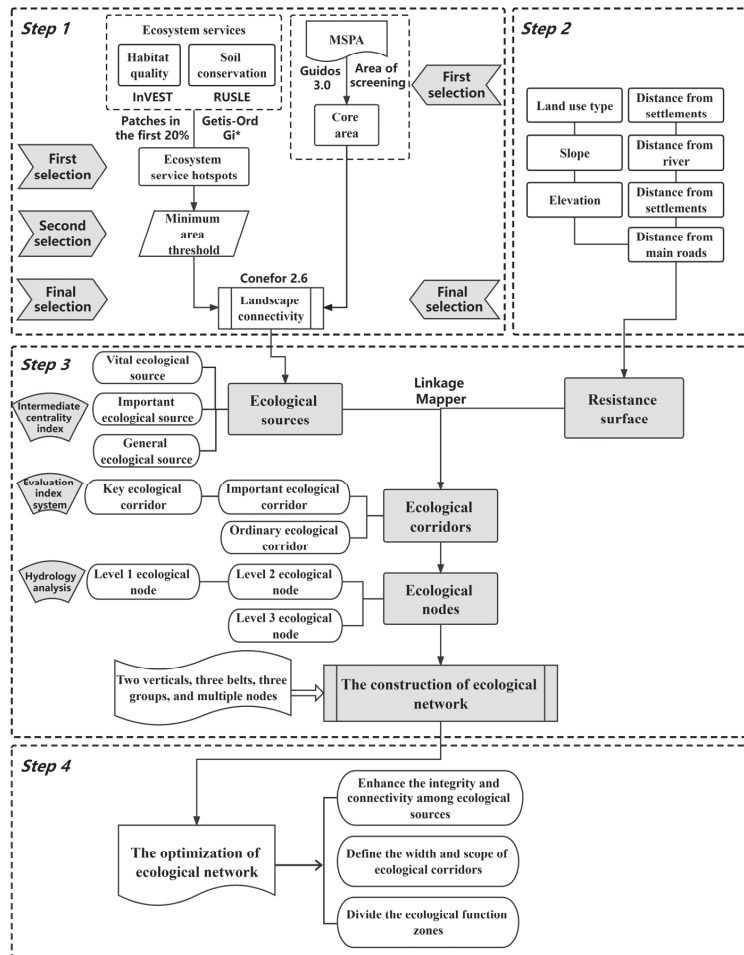 Step 1
Ecosystem services
Habitat
quality
Soil
conservation
InVEST
RUSLE
Patches in
the first 20%
Getis-Ord
Gi*
MSPA
Guidos
3.0
Area of
screening
Core
area
First
selection
First
selection
Ecosystem
service hotspots
Second
selection
Minimum
area
threshold
Final
selection
Conefor 2.6
Landscape
connectivity
Final
selection
Step 2
Land use type
Slope
Elevation
Distance from
settlements
Distance from
river
Distance from
settlements
Distance from
main roads
Step 3
Vital ecological
source
Intermediate
centrality
index
Important
ecological source
General
ecological source
Ecological
sources
Linkage
Mapper
Resistance
surface
Evaluation
index
system
Key ecological
corridor
Important ecological
corridor
Ordinary ecological
corridor
Ecological
corridors
Hydrology
analysis
Level 1 ecological
node
Level 2 ecological
node
Level 3 ecological
node
Ecological
nodes
Two verticals, three belts, three
groups, and multiple nodes
The construction of ecological
network
Step 4
The optimization of
ecological network
Enhance the integrity and
connectivity among ecological
sources
Define the width and scope of
ecological corridors
Divide the ecological function
zones